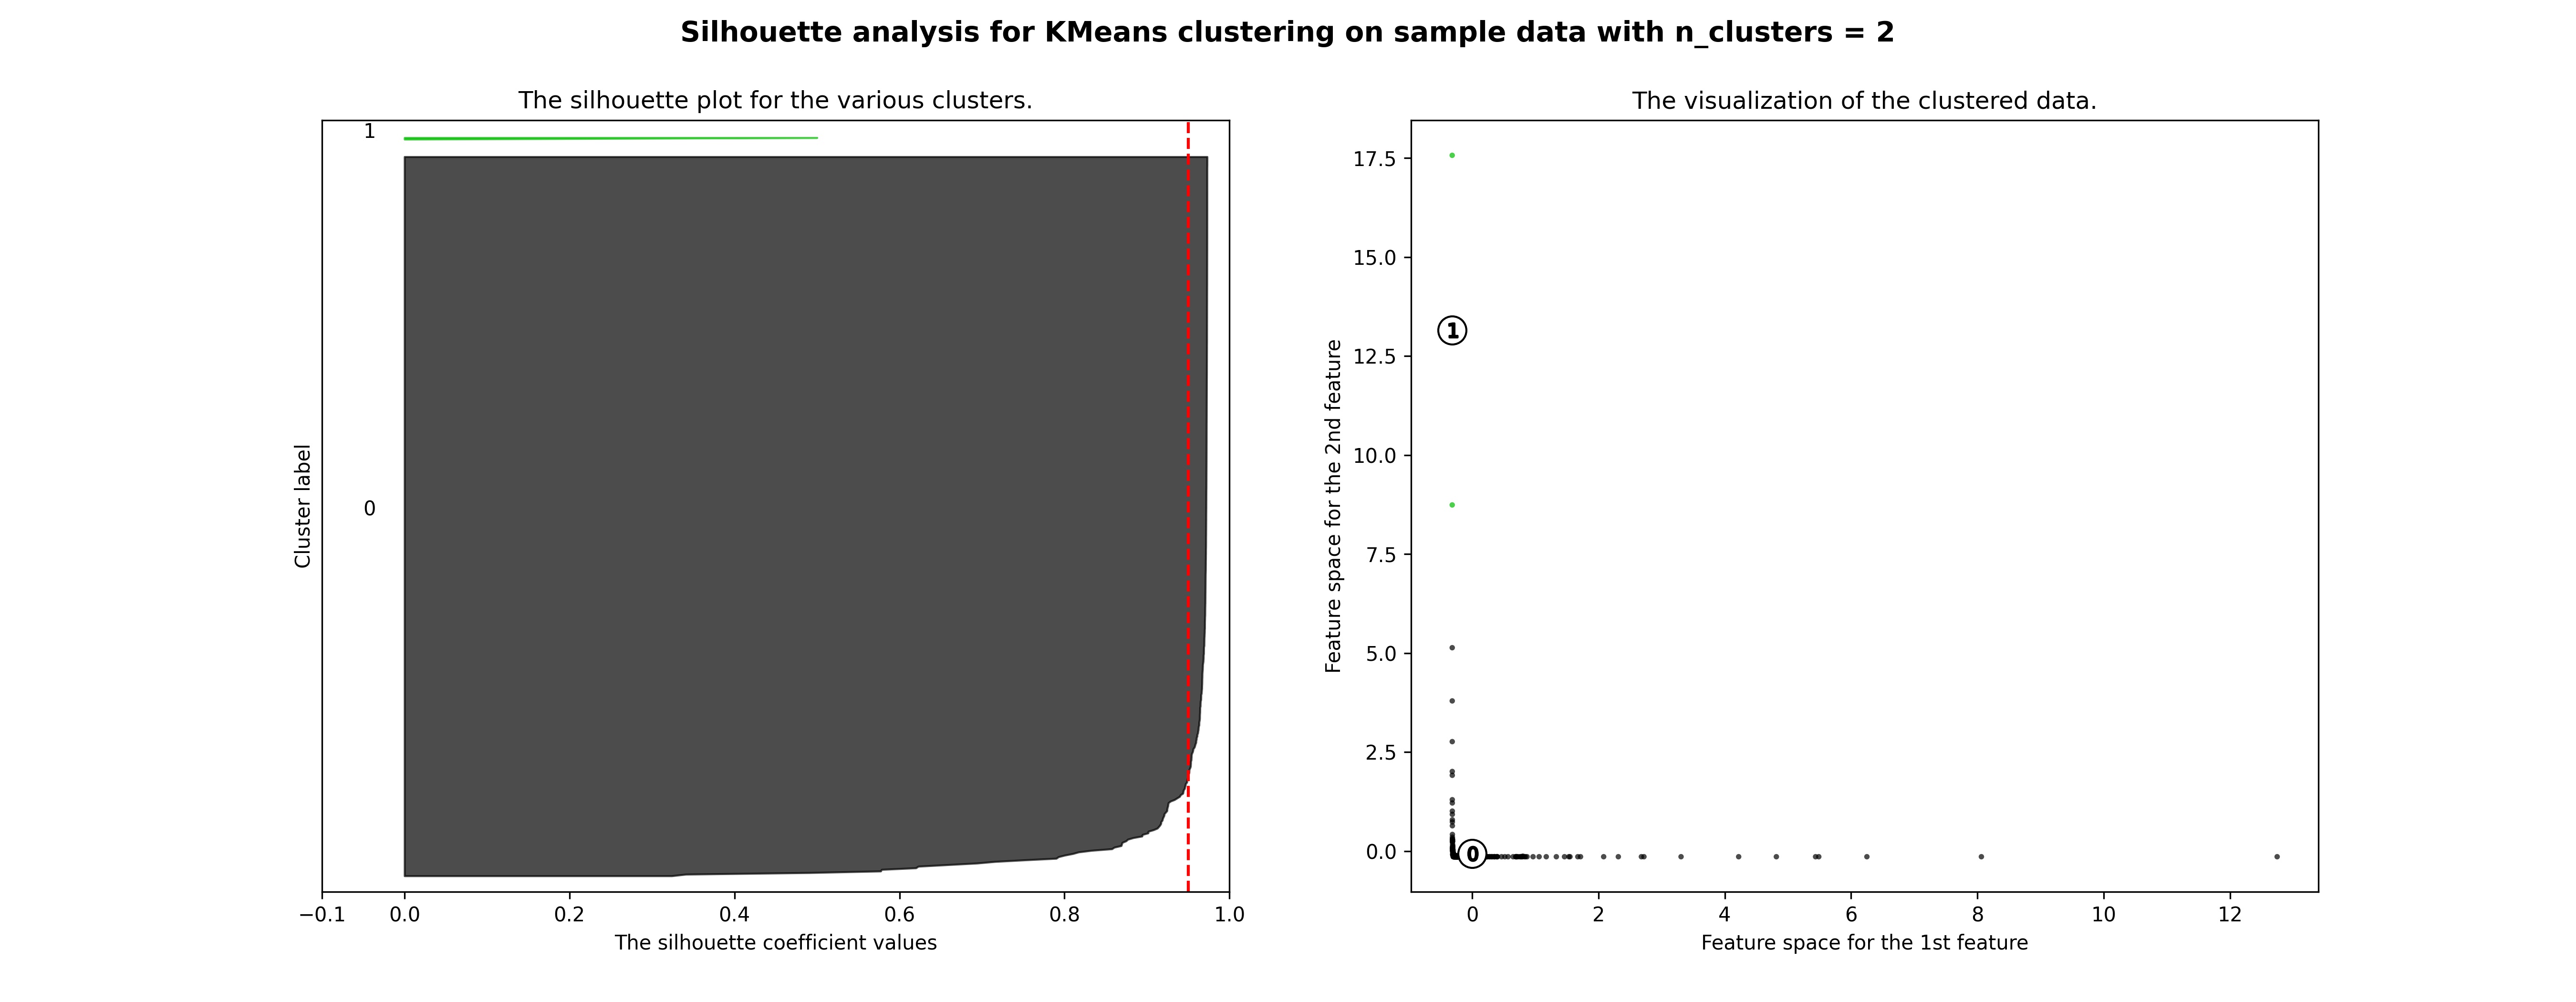 Silhouette analysis for KMeans clustering on sample data with n_clusters = 2
The silhouette plot for the various clusters.
1
0
Cluster label
−0.1 0.0 0.2 0.4 0.6 0.8 1.0
The silhouette coefficient values
The visualization of the clustered data.
17.5
15.0
12.5
10.0
7.5
5.0
2.5
0.0
Feature space for the 2nd feature
1
0
0 2 4 6 8 10 12
Feature space for the 1st feature